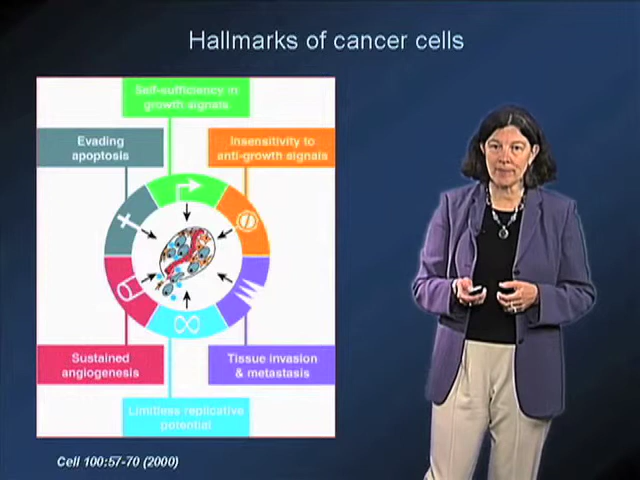 Hallmarks of cancer cells
Self-sufficiency in
growth signals
Evading
apoptosis
Insensitivity to
anti-growth signals
Sustained
angiogenesis
Tissue invasion
& metastasis
Limitless replicative
potential
Cell 100:57-70 (2000)